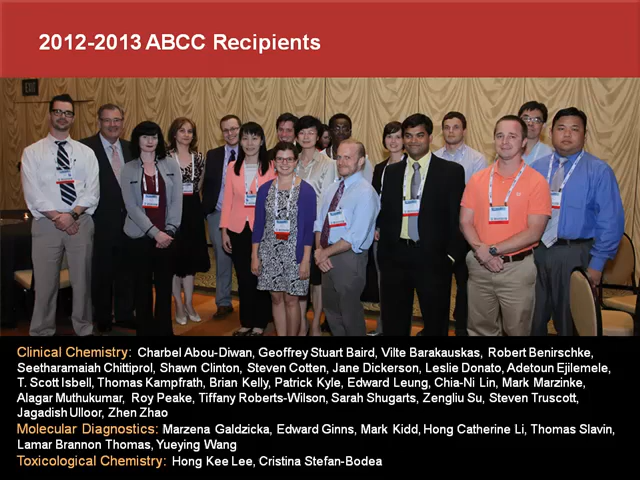 2012-2013 ABCC Recipients
Clinical Chemistry: Charbel Abou-Diwan, Geoffrey Stuart Baird, Vilte Barakauskas, Robert Benirschke,
Seetharamaiah Chittiprol, Shawn Clinton, Steven Cotten, Jane Dickerson, Leslie Donato, Adetoun Ejilemele,
T. Scott Isbell, Thomas Kampfrath, Brian Kelly, Patrick Kyle, Edward Leung, Chia-Ni Lin, Mark Marzinke,
Alagar Muthukumar, Roy Peake, Tiffany Roberts-Wilson, Sarah Shugarts, Zengliu Su, Steven Truscott,
Jagadish Ulloor, Zhen Zhao
Molecular Diagnostics: Marzena Galdzicka, Edward Ginns, Mark Kidd, Hong Catherine Li, Thomas Slavin,
Lamar Brannon Thomas, Yueying Wang
Toxicological Chemistry: Hong Kee Lee, Cristina Stefan-Bodea